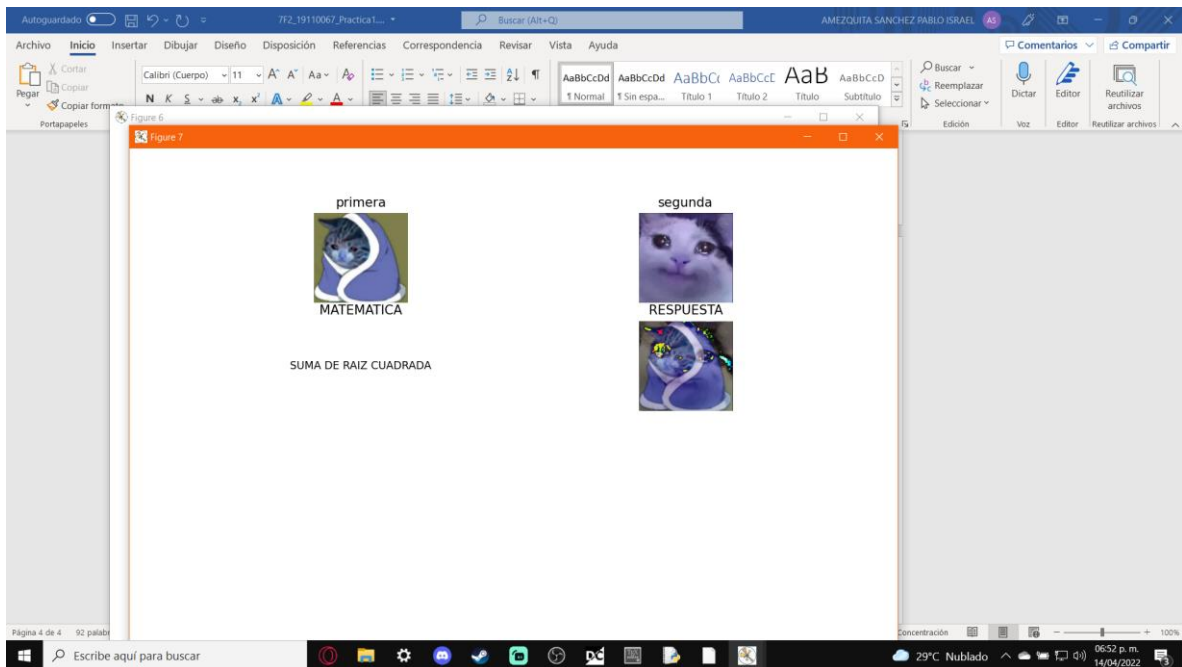 Autoguardado
7F2_19110067_Practica1....
Buscar (Alt+Q)
AMEZQUITA SANCHEZ PABLO ISRAEL AS
Archivo Inicio Insertar Dibujar Diseño Disposición Referencias Correspondencia Revisar Vista Ayuda
Comentarios Compartir
Pegar
Cortar
Copiar
Copiar formato
Portapapeles
Calibri (Cuerpo) 11
N K S
AaBbCcDd AaBbCcDd AaBbCc AaBbCcE AaB AaBbCcD
¶ Normal ¶ Sin espa... Título 1 Título 2 Título Subtítulo
Buscar
Reemplazar
Seleccionar
Edición
Dictar
Voz
Editor
Editor
Reutilizar archivos
Reutilizar archivos
Figure 6
Figure 7
primera segunda
MATEMATICA RESPUESTA
SUMA DE RAIZ CUADRADA
Página 4 de 4 92 palabr
Concentración
100%
Escribe aquí para buscar
29°C Nublado
06:52 p. m.
14/04/2022